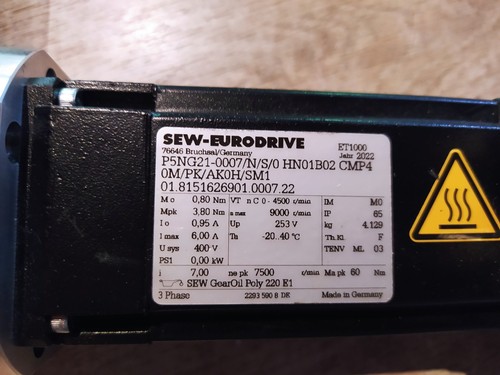 SEW-EURODRIVE
76646 Bruchsal/Germany
ET1000
Jahr 2022
P5NG21-0007/N/S/0 HN01B02 CMP4
0M/PK/AK0H/SM1
01.8151626901.0007.22
Mo 0,80 Nm VT n C 0 - 4500 r/min IM M0
Mpk 3,80 Nm n max 9000 r/min IP 65
Io 0,95 A Up 253 V kg 4.129
I max 6,00 A Ta -20..40 °C Th.Kl F
U sys 400 V TENV ML 03
PS1 0,00 kW
i 7,00 ne pk 7500 r/min Ma pk 60 Nm
SEW GearOil Poly 220 E1
3 Phase 2293 590 8 DE Made in Germany